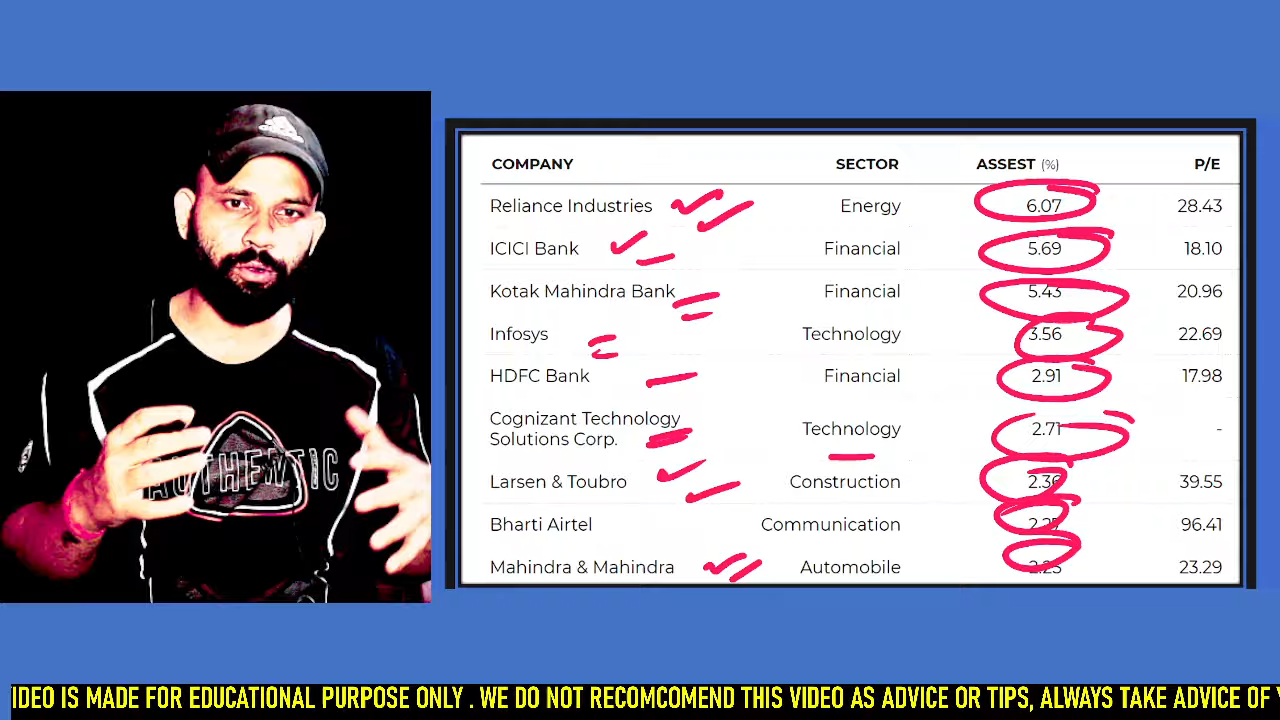 COMPANY SECTOR ASSEST (%) P/E
Reliance Industries Energy 6.07 28.43
ICICI Bank Financial 5.69 18.10
Kotak Mahindra Bank Financial 5.43 20.96
Infosys Technology 3.56 22.69
HDFC Bank Financial 2.91 17.98
Cognizant Technology
Solutions Corp. Technology 2.71 -
Larsen & Toubro Construction 2.36 39.55
Bharti Airtel Communication 96.41
Mahindra & Mahindra Automobile 23.29
AUTHENTIC
IDEO IS MADE FOR EDUCATIONAL PURPOSE ONLY . WE DO NOT RECOMCOMEND THIS VIDEO AS ADVICE OR TIPS, ALWAYS TAKE ADVICE OF